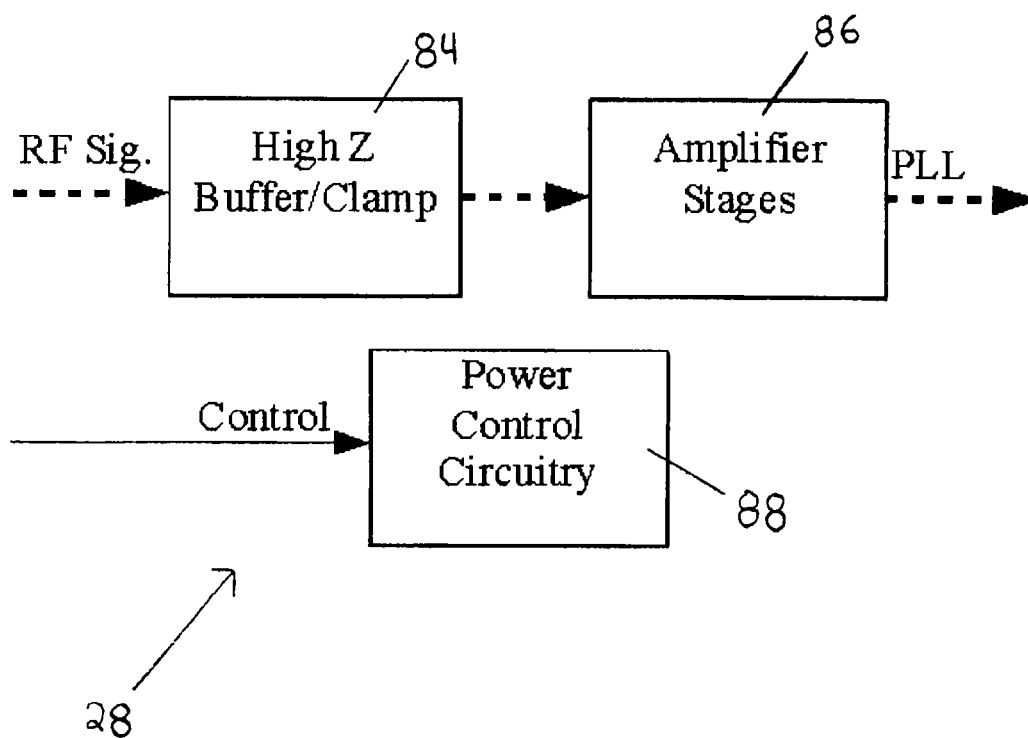 84
86
RF Sig.
High Z
Buffer/Clamp
Amplifier
Stages
PLL
Control
Power
Control
Circuitry
88
28